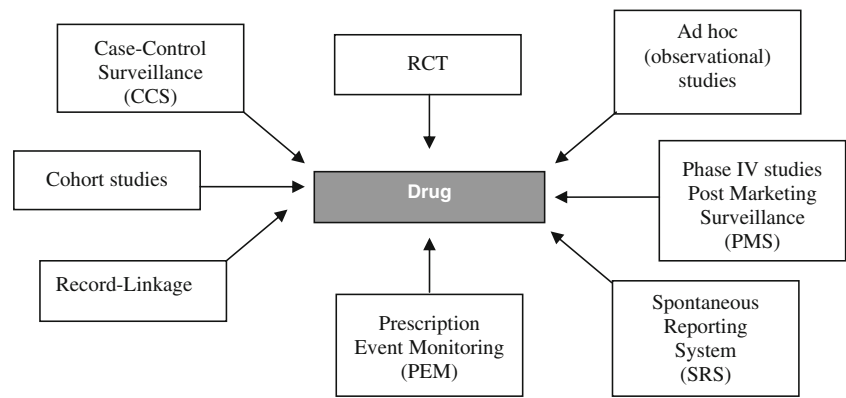 Case-Control
Surveillance
(CCS)
RCT
Ad hoc
(observational)
studies
Cohort studies
Drug
Phase IV studies
Post Marketing
Surveillance
(PMS)
Record-Linkage
Prescription
Event Monitoring
(PEM)
Spontaneous
Reporting
System
(SRS)